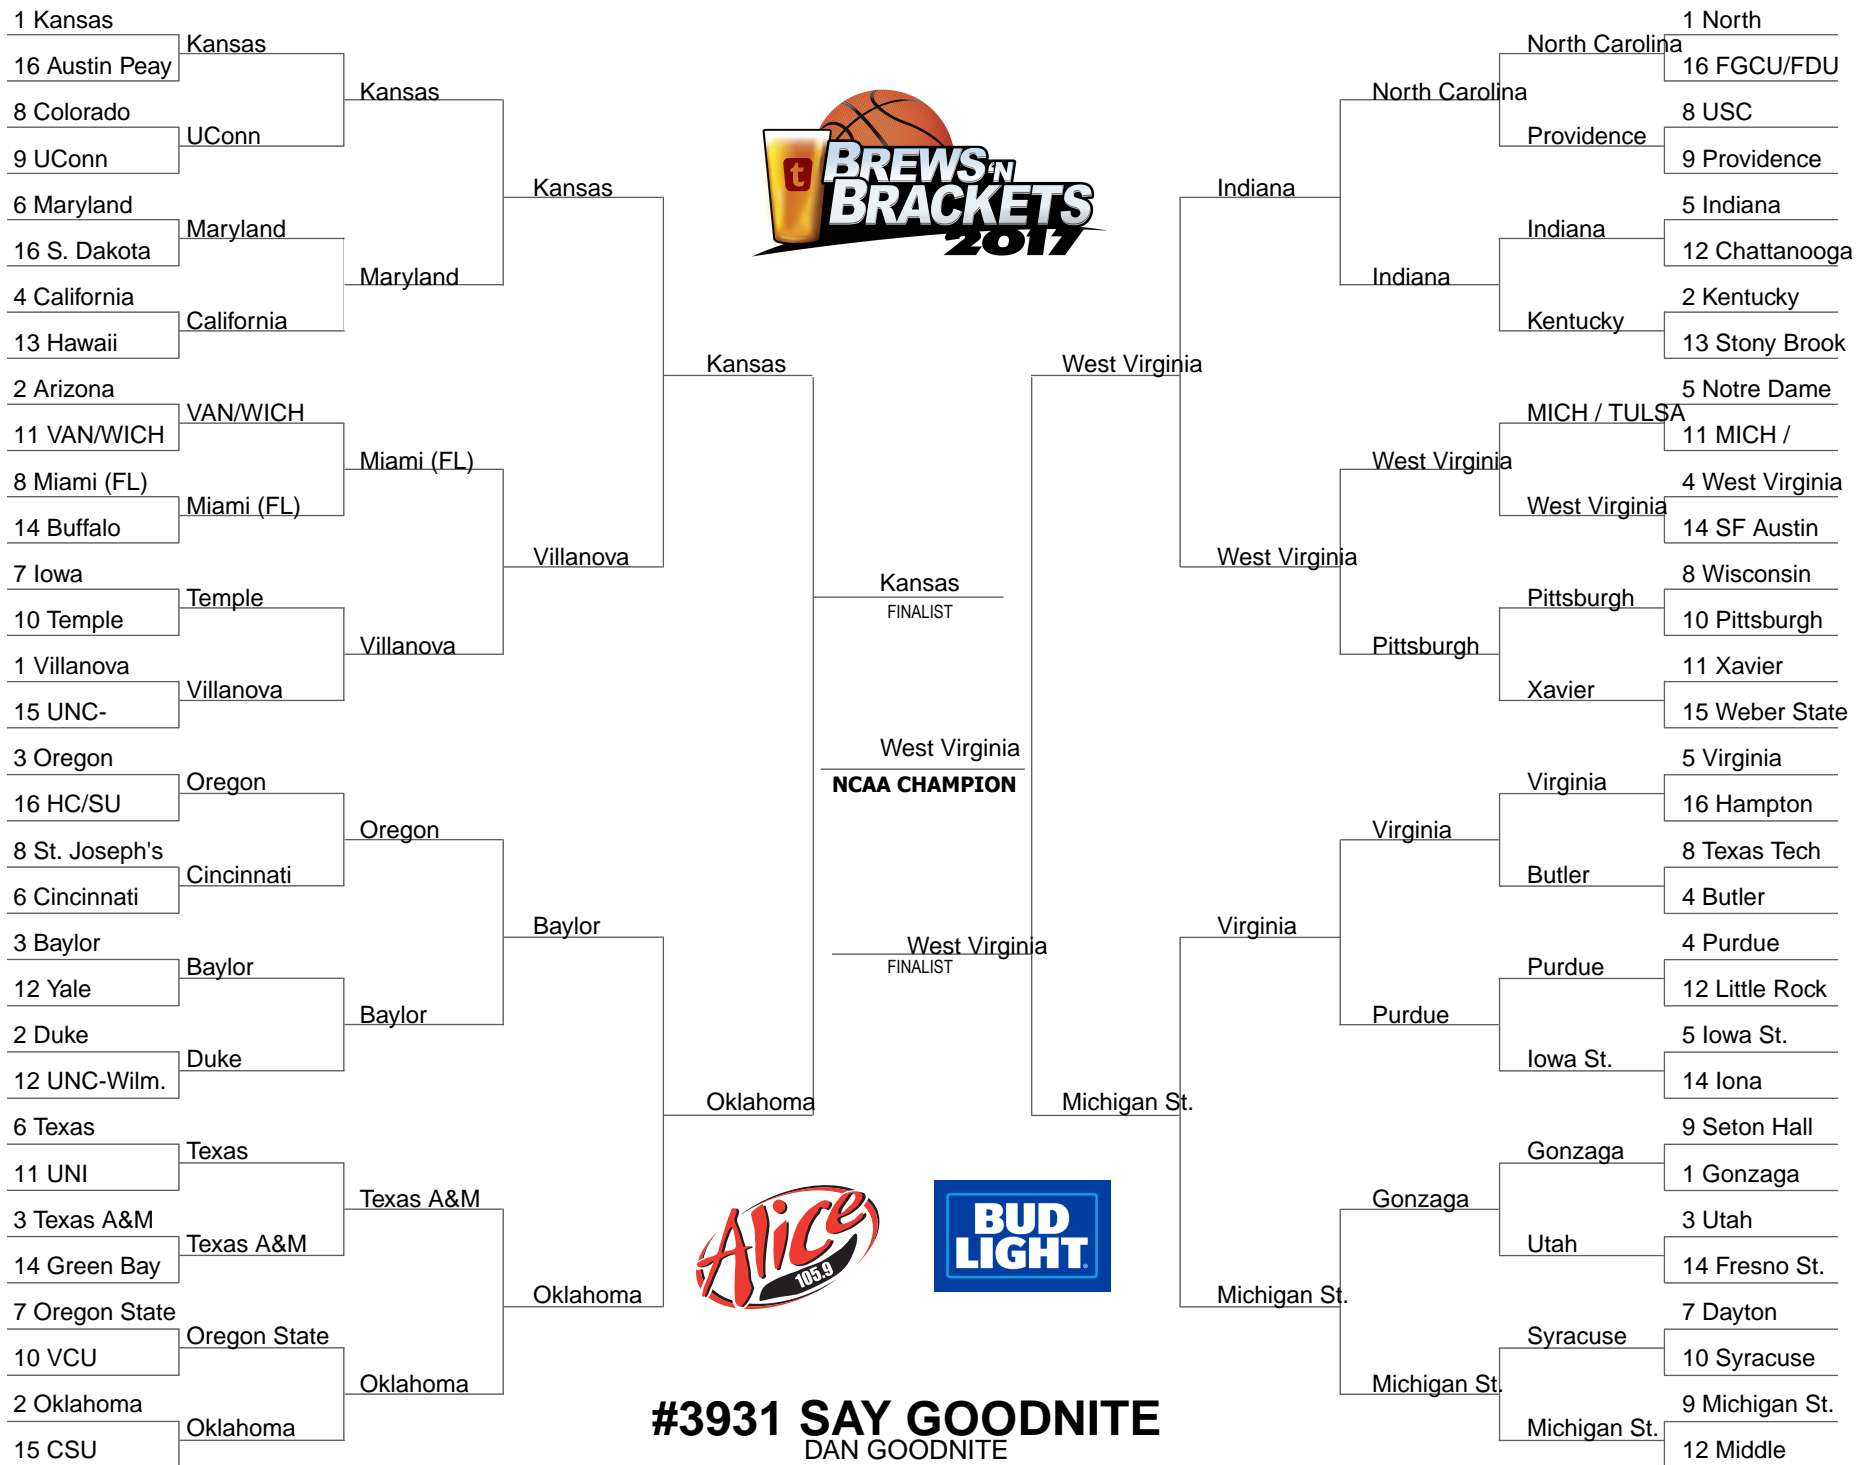 1 Kansas
16 Austin Peay
8 Colorado
9 UConn
6 Maryland
16 S. Dakota
4 California
13 Hawaii
2 Arizona
11 VAN/WICH
8 Miami (FL)
14 Buffalo
7 Iowa
10 Temple
1 Villanova
15 UNC-
3 Oregon
16 HC/SU
8 St. Joseph's
6 Cincinnati
3 Baylor
12 Yale
2 Duke
12 UNC-Wilm.
6 Texas
11 UNI
3 Texas A&M
14 Green Bay
7 Oregon State
10 VCU
2 Oklahoma
15 CSU
Kansas
UConn
Maryland
California
VAN/WICH
Miami (FL)
Temple
Villanova
Oregon
Cincinnati
Baylor
Duke
Texas
Texas A&M
Oregon State
Oklahoma
Kansas
Maryland
Miami (FL)
Villanova
Oregon
Baylor
Texas A&M
Oklahoma
Kansas
Villanova
Baylor
Oklahoma
Kansas
Oklahoma
t
BREWS 'N
BRACKETS
2017
Kansas
FINALIST
West Virginia
NCAA CHAMPION
West Virginia
FINALIST
Alice
105.9
BUD
LIGHT
#3931 SAY GOODNITE
DAN GOODNITE
West Virginia
Michigan St.
Indiana
West Virginia
Virginia
Michigan St.
North Carolina
Indiana
West Virginia
Pittsburgh
Virginia
Purdue
Gonzaga
Michigan St.
North Carolina
Providence
Indiana
Kentucky
MICH / TULSA
West Virginia
Pittsburgh
Xavier
Virginia
Butler
Purdue
Iowa St.
Gonzaga
Utah
Syracuse
Michigan St.
1 North
16 FGCU/FDU
8 USC
9 Providence
5 Indiana
12 Chattanooga
2 Kentucky
13 Stony Brook
5 Notre Dame
11 MICH /
4 West Virginia
14 SF Austin
8 Wisconsin
10 Pittsburgh
11 Xavier
15 Weber State
5 Virginia
16 Hampton
8 Texas Tech
4 Butler
4 Purdue
12 Little Rock
5 Iowa St.
14 Iona
9 Seton Hall
1 Gonzaga
3 Utah
14 Fresno St.
7 Dayton
10 Syracuse
9 Michigan St.
12 Middle